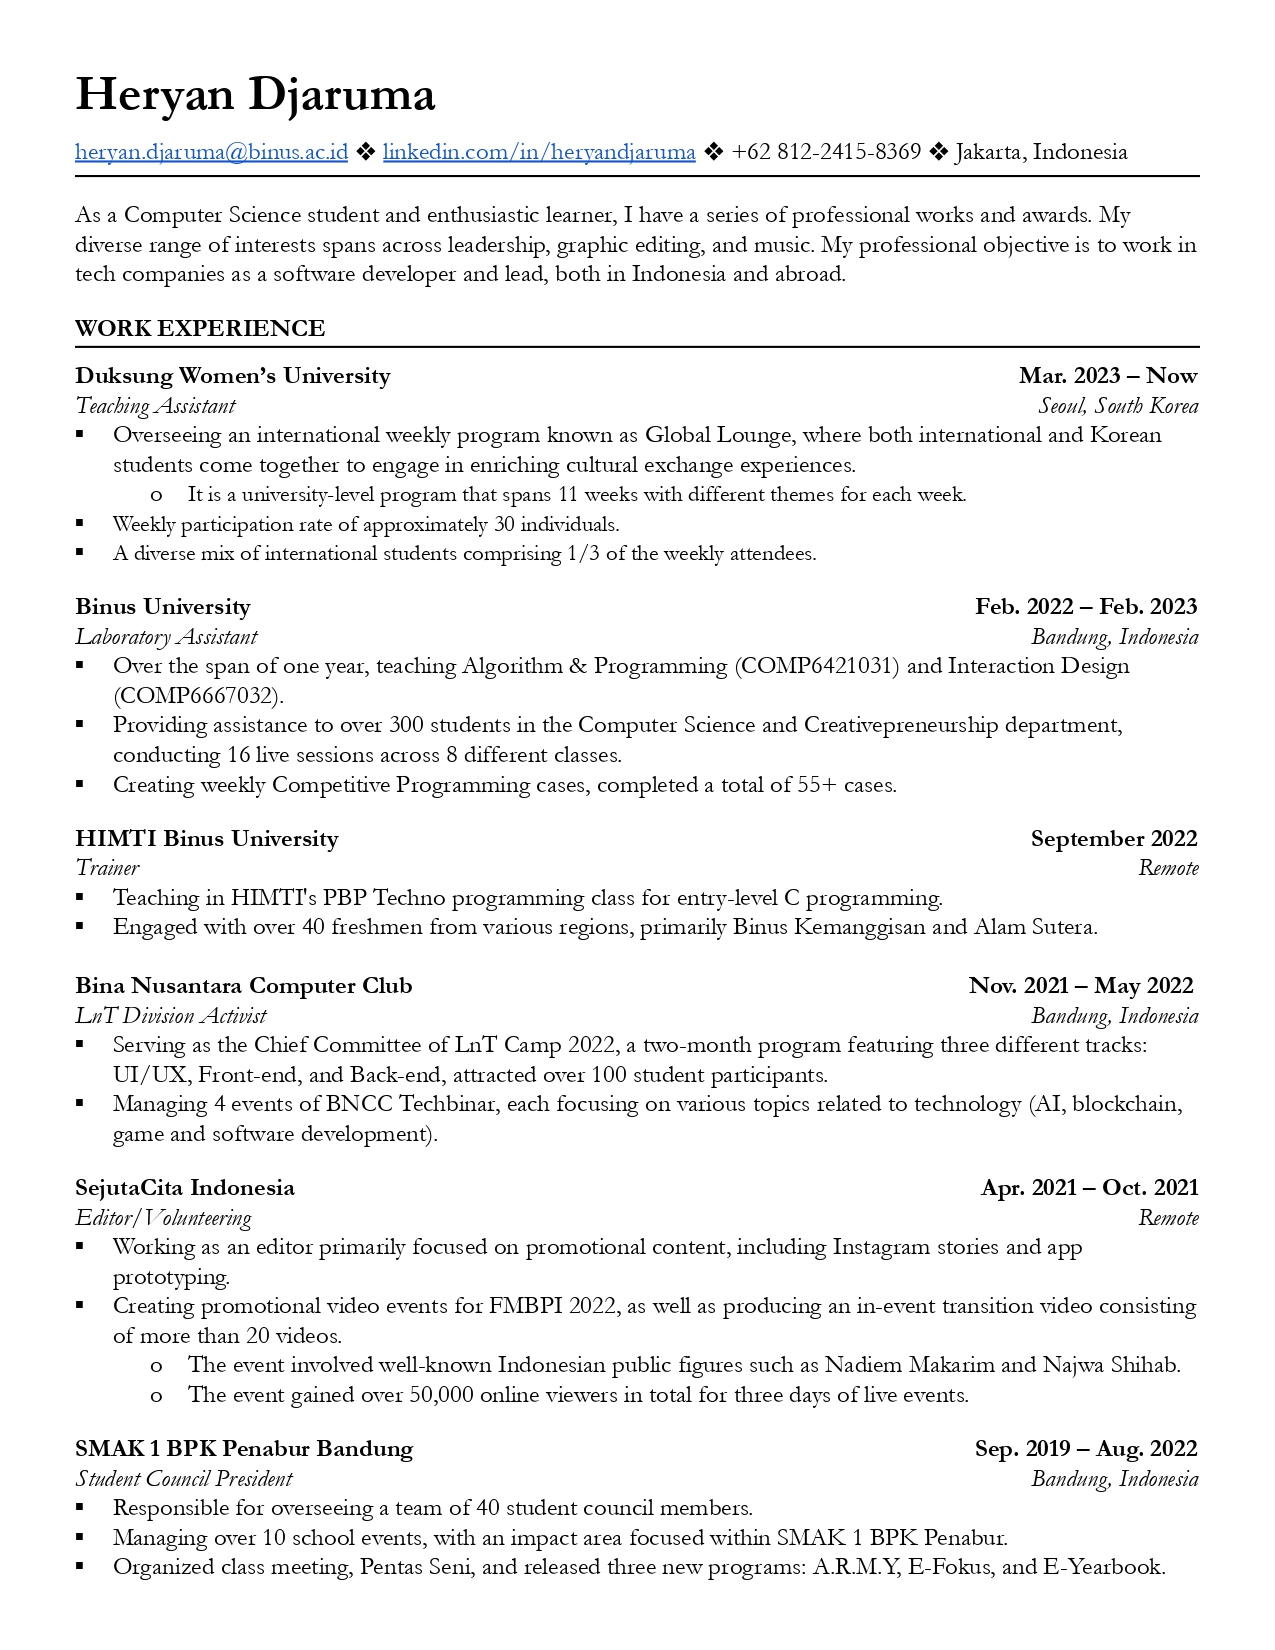 Heryan Djaruma
heryan.djaruma@binus.ac.id ❖ linkedin.com/in/heryandjaruma ❖ +62 812-2415-8369 ❖ Jakarta, Indonesia
As a Computer Science student and enthusiastic learner, I have a series of professional works and awards. My
diverse range of interests spans across leadership, graphic editing, and music. My professional objective is to work in
tech companies as a software developer and lead, both in Indonesia and abroad.
WORK EXPERIENCE
Duksung Women’s University Mar. 2023 – Now
Teaching Assistant Seoul, South Korea
▪ Overseeing an international weekly program known as Global Lounge, where both international and Korean
students come together to engage in enriching cultural exchange experiences.
o It is a university-level program that spans 11 weeks with different themes for each week.
▪ Weekly participation rate of approximately 30 individuals.
▪ A diverse mix of international students comprising 1/3 of the weekly attendees.
Binus University Feb. 2022 – Feb. 2023
Laboratory Assistant Bandung, Indonesia
▪ Over the span of one year, teaching Algorithm & Programming (COMP6421031) and Interaction Design
(COMP6667032).
▪ Providing assistance to over 300 students in the Computer Science and Creativepreneurship department,
conducting 16 live sessions across 8 different classes.
▪ Creating weekly Competitive Programming cases, completed a total of 55+ cases.
HIMTI Binus University September 2022
Trainer Remote
▪ Teaching in HIMTI's PBP Techno programming class for entry-level C programming.
▪ Engaged with over 40 freshmen from various regions, primarily Binus Kemanggisan and Alam Sutera.
Bina Nusantara Computer Club Nov. 2021 – May 2022
LnT Division Activist Bandung, Indonesia
▪ Serving as the Chief Committee of LnT Camp 2022, a two-month program featuring three different tracks:
UI/UX, Front-end, and Back-end, attracted over 100 student participants.
▪ Managing 4 events of BNCC Techbinar, each focusing on various topics related to technology (AI, blockchain,
game and software development).
SejutaCita Indonesia Apr. 2021 – Oct. 2021
Editor/Volunteering Remote
▪ Working as an editor primarily focused on promotional content, including Instagram stories and app
prototyping.
▪ Creating promotional video events for FMBPI 2022, as well as producing an in-event transition video consisting
of more than 20 videos.
o The event involved well-known Indonesian public figures such as Nadiem Makarim and Najwa Shihab.
o The event gained over 50,000 online viewers in total for three days of live events.
SMAK 1 BPK Penabur Bandung Sep. 2019 – Aug. 2022
Student Council President Bandung, Indonesia
▪ Responsible for overseeing a team of 40 student council members.
▪ Managing over 10 school events, with an impact area focused within SMAK 1 BPK Penabur.
▪ Organized class meeting, Pentas Seni, and released three new programs: A.R.M.Y, E-Fokus, and E-Yearbook.